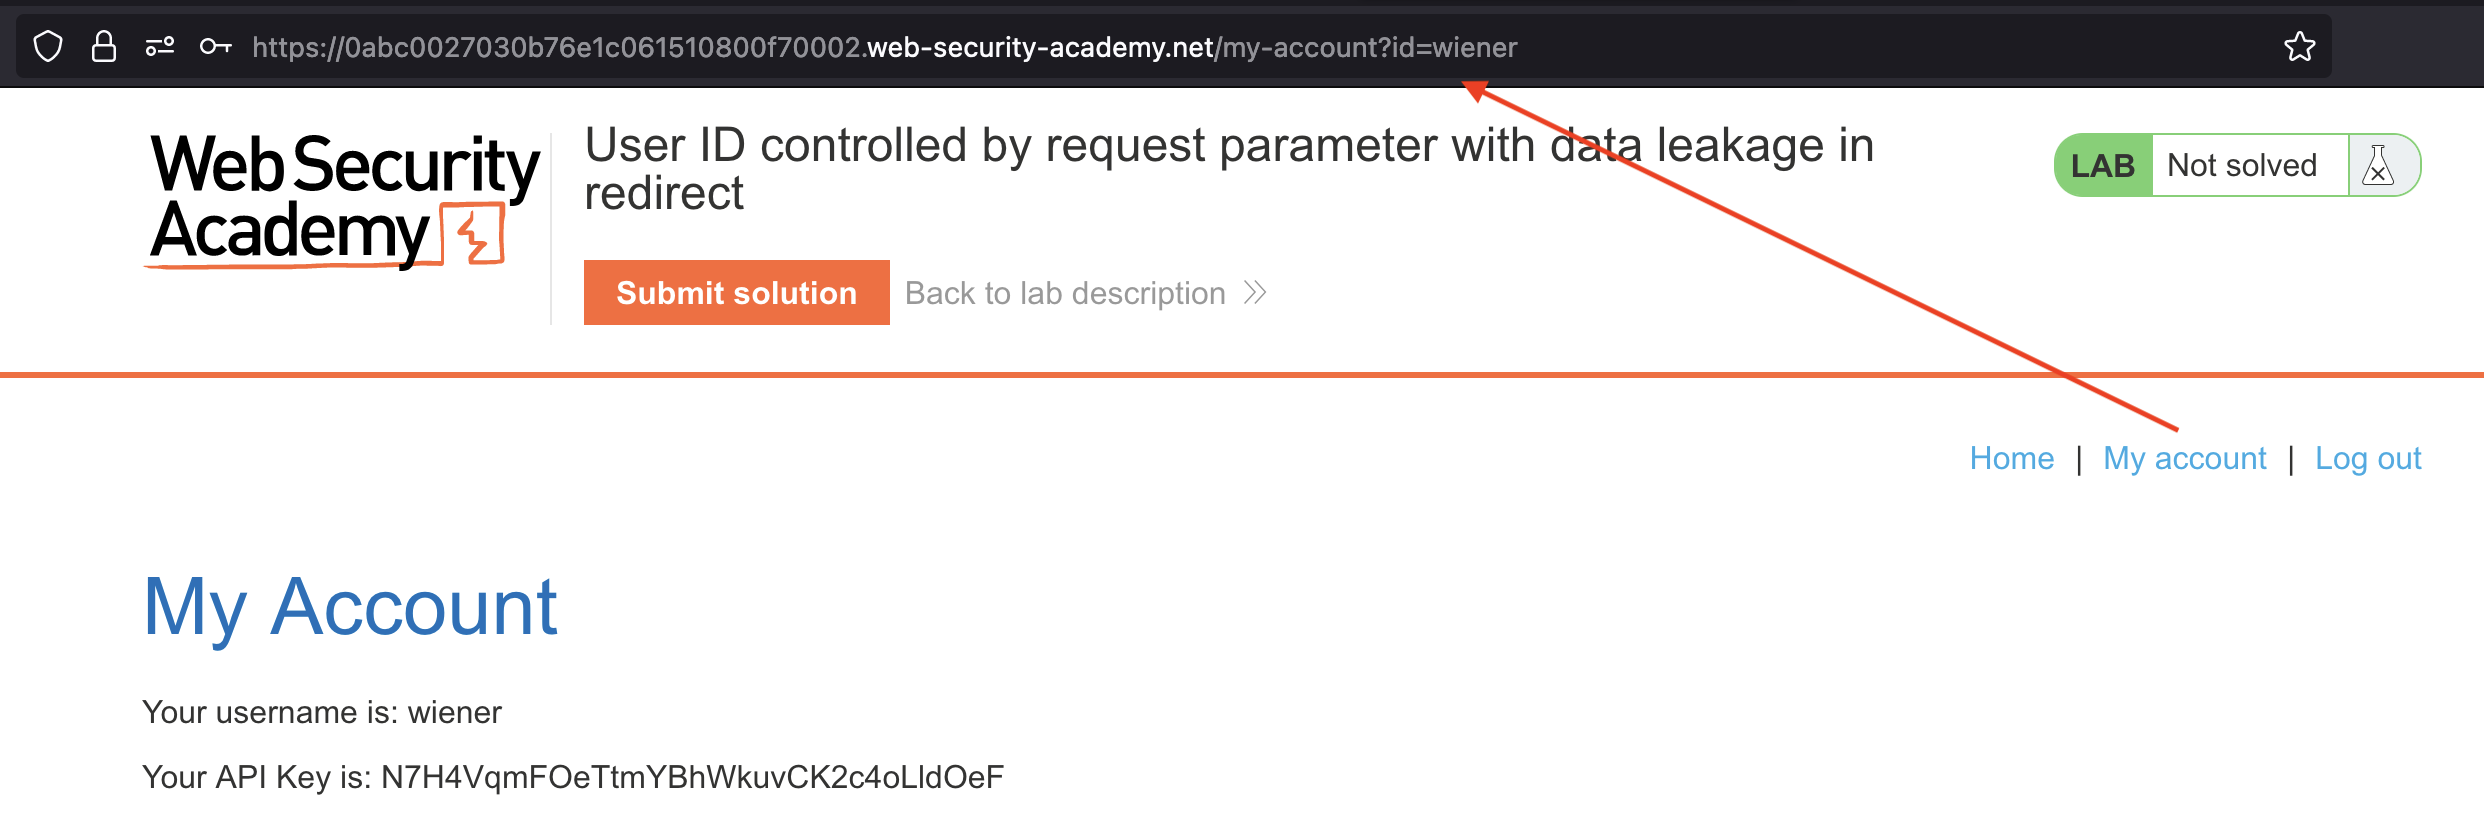 https://0abc0027030b76e1c061510800f70002.web-security-academy.net/my-account?id=wiener
Web Security
Academy
User ID controlled by request parameter with data leakage in
redirect
LAB Not solved
Submit solution Back to lab description
Home | My account | Log out
My Account
Your username is: wiener
Your API Key is: N7H4VqmFOeTtmYBhWkuvCK2c4oLldOeF